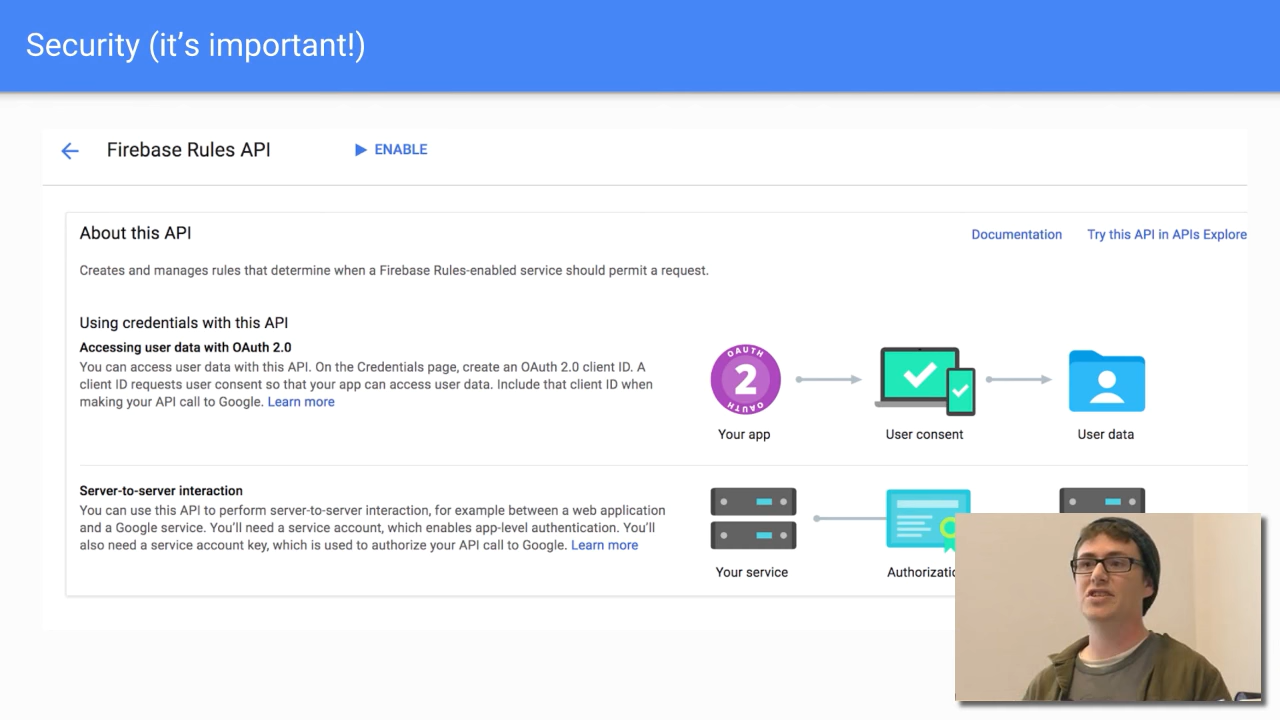 Security (it's important!)
Firebase Rules API
ENABLE
About this API
Documentation
Try this API in APIs Explore
Creates and manages rules that determine when a Firebase Rules-enabled service should permit a request.
Using credentials with this API
Accessing user data with OAuth 2.0
You can access user data with this API. On the Credentials page, create an OAuth 2.0 client ID. A
client ID requests user consent so that your app can access user data. Include that client ID when
making your API call to Google. Learn more
OAUTH
2
OAUTH
Your app
User consent
User data
Server-to-server interaction
You can use this API to perform server-to-server interaction, for example between a web application
and a Google service. You'll need a service account, which enables app-level authentication. You'll
also need a service account key, which is used to authorize your API call to Google. Learn more
Your service
Authorizatio